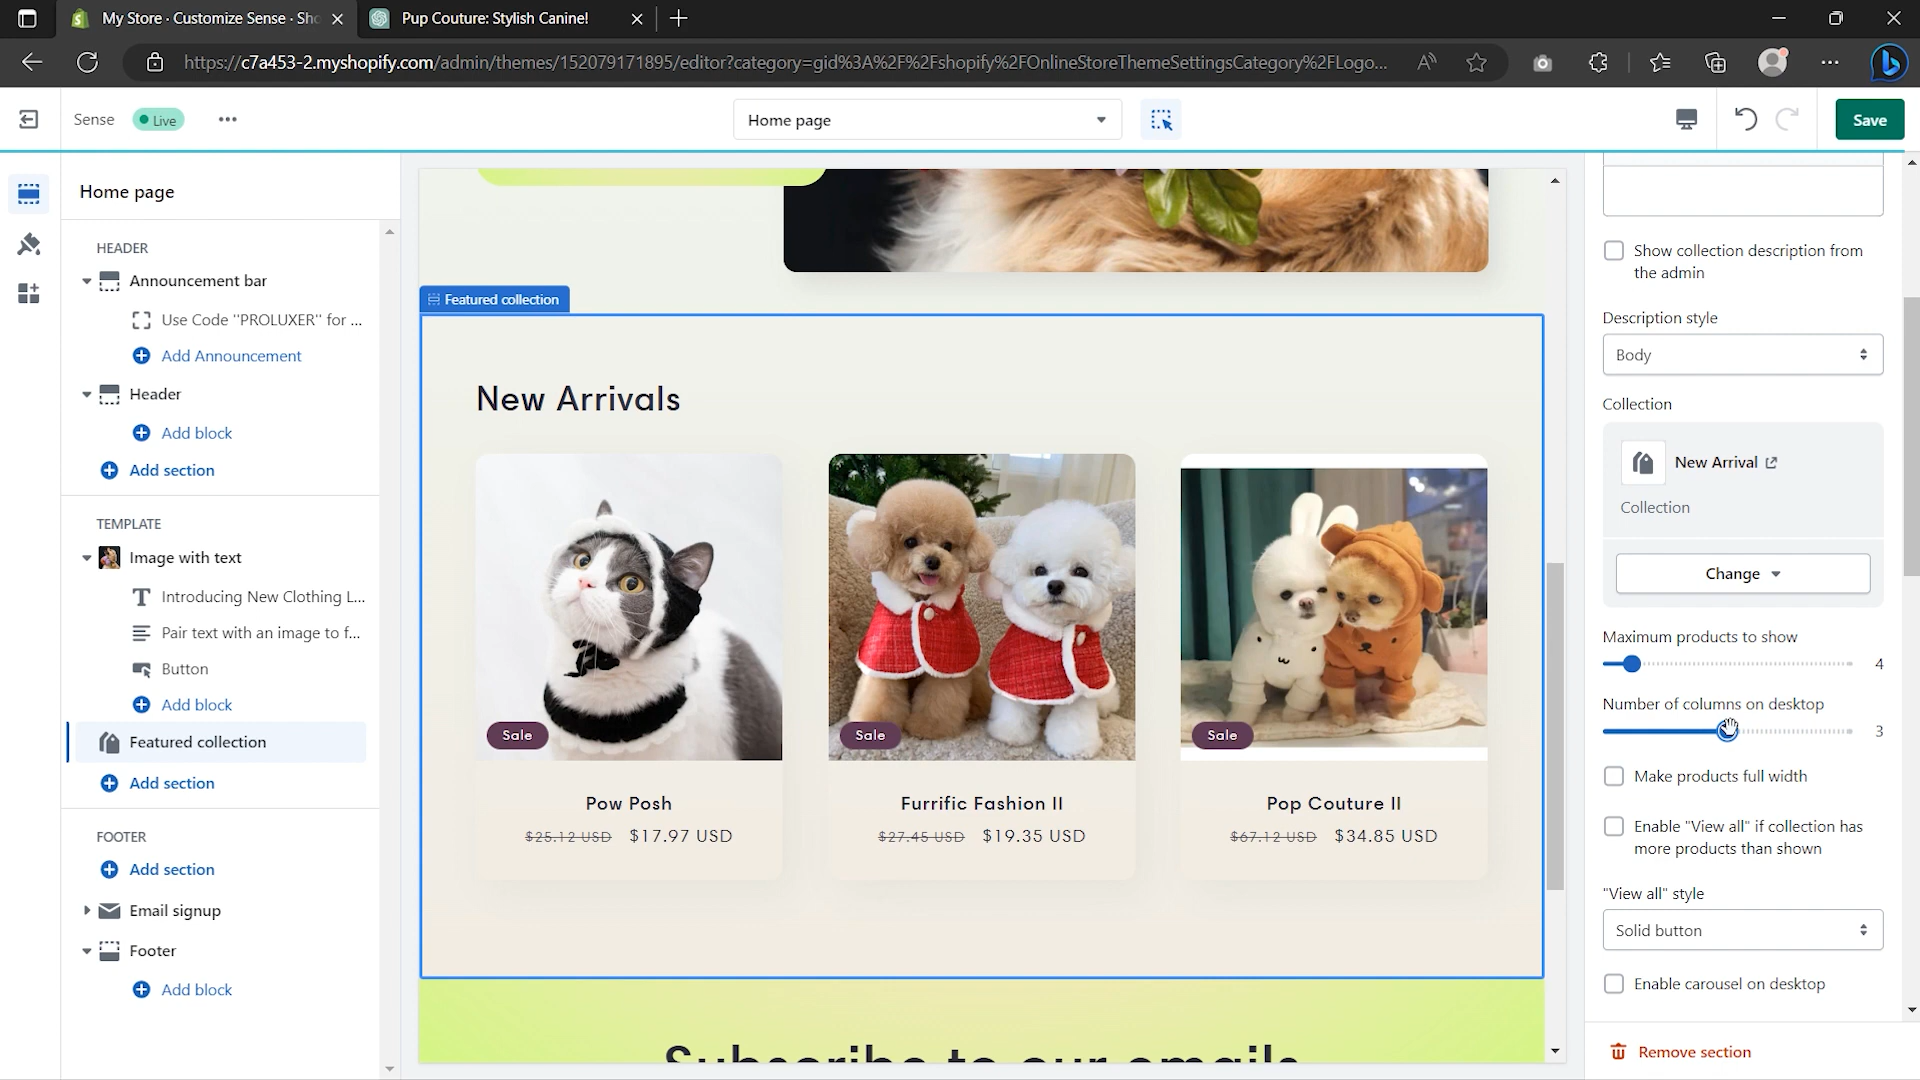 My Store · Customize Sense · Sho
Pup Couture: Stylish Canine!
https://c7a453-2.myshopify.com/admin/themes/152079171895/editor?category=gid%3A%2F%2Fshopify%2FOnlineStoreThemeSettingsCategory%2FLogo...
Sense
Live
Home page
Save
Home page
HEADER
Announcement bar
Use Code "PROLUXER" for ...
Add Announcement
Header
Add block
Add section
TEMPLATE
Image with text
Introducing New Clothing L...
Pair text with an image to f...
Button
Add block
Featured collection
Add section
FOOTER
Add section
Email signup
Footer
Add block
Featured collection
New Arrivals
Sale
Sale
Sale
Pow Posh
$25.12 USD $17.97 USD
Furrific Fashion II
$27.45 USD $19.35 USD
Pop Couture II
$67.12 USD $34.85 USD
Subscribe to our emails
Show collection description from
the admin
Description style
Body
Collection
New Arrival
Collection
Change
Maximum products to show
4
Number of columns on desktop
3
Make products full width
Enable "View all" if collection has
more products than shown
"View all" style
Solid button
Enable carousel on desktop
Remove section